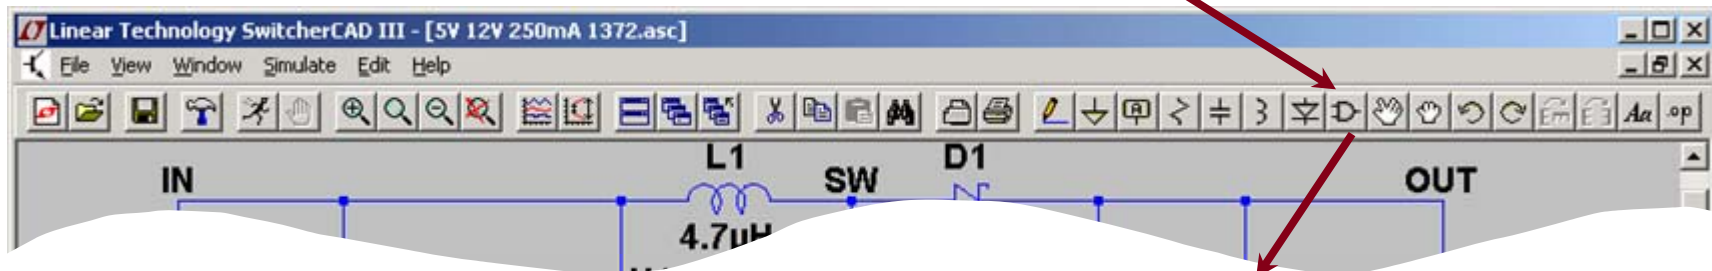 Linear Technology SwitcherCAD III - [5V 12V 250mA 1372.asc]
File View Window Simulate Edit Help
Aa .op
L1 D1
IN SW OUT
4.7µH